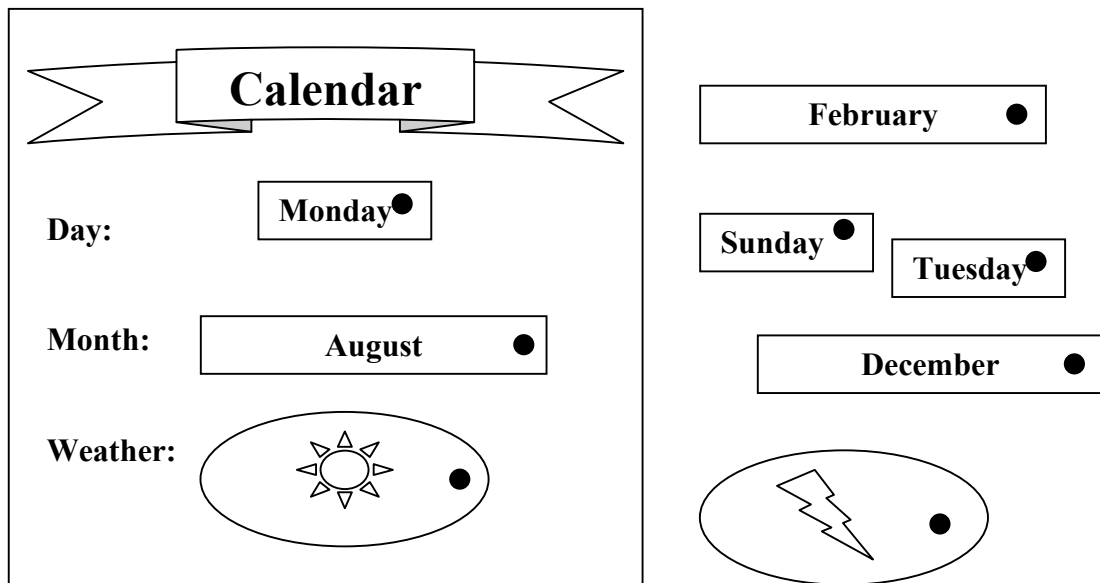 Calendar
Day:
Monday
Month:
August
Weather:
February
Sunday
Tuesday
December